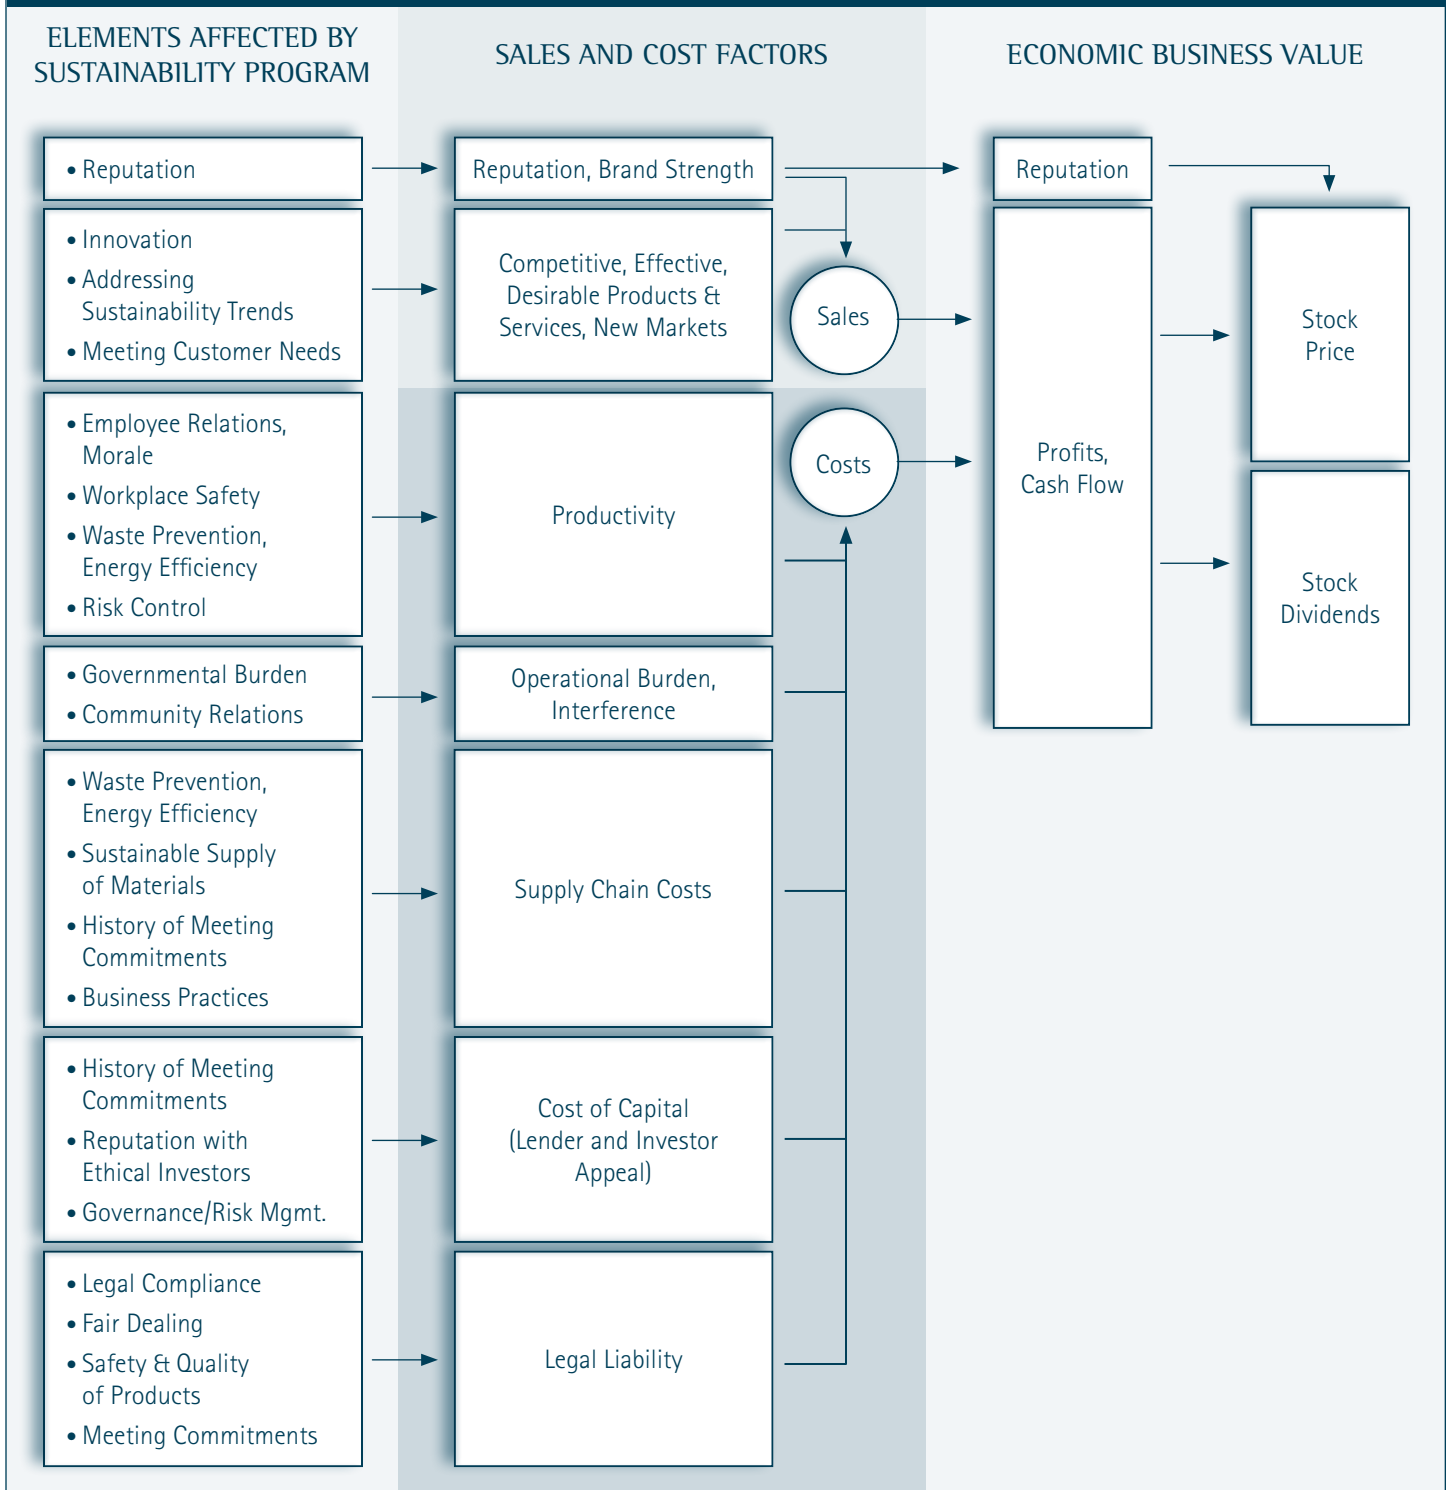 ELEMENTS AFFECTED BY
SUSTAINABILITY PROGRAM
• Reputation
• Innovation
• Addressing
Sustainability Trends
• Meeting Customer Needs
• Employee Relations,
Morale
• Workplace Safety
• Waste Prevention,
Energy Efficiency
• Risk Control
• Governmental Burden
• Community Relations
• Waste Prevention,
Energy Efficiency
• Sustainable Supply
of Materials
• History of Meeting
Commitments
• Business Practices
• History of Meeting
Commitments
• Reputation with
Ethical Investors
• Governance/Risk Mgmt.
• Legal Compliance
• Fair Dealing
• Safety & Quality
of Products
• Meeting Commitments
SALES AND COST FACTORS
Reputation, Brand Strength
Competitive, Effective,
Desirable Products &
Services, New Markets
Sales
Costs
Productivity
Operational Burden,
Interference
Supply Chain Costs
Cost of Capital
(Lender and Investor
Appeal)
Legal Liability
ECONOMIC BUSINESS VALUE
Reputation
Profits,
Cash Flow
Stock
Price
Stock
Dividends